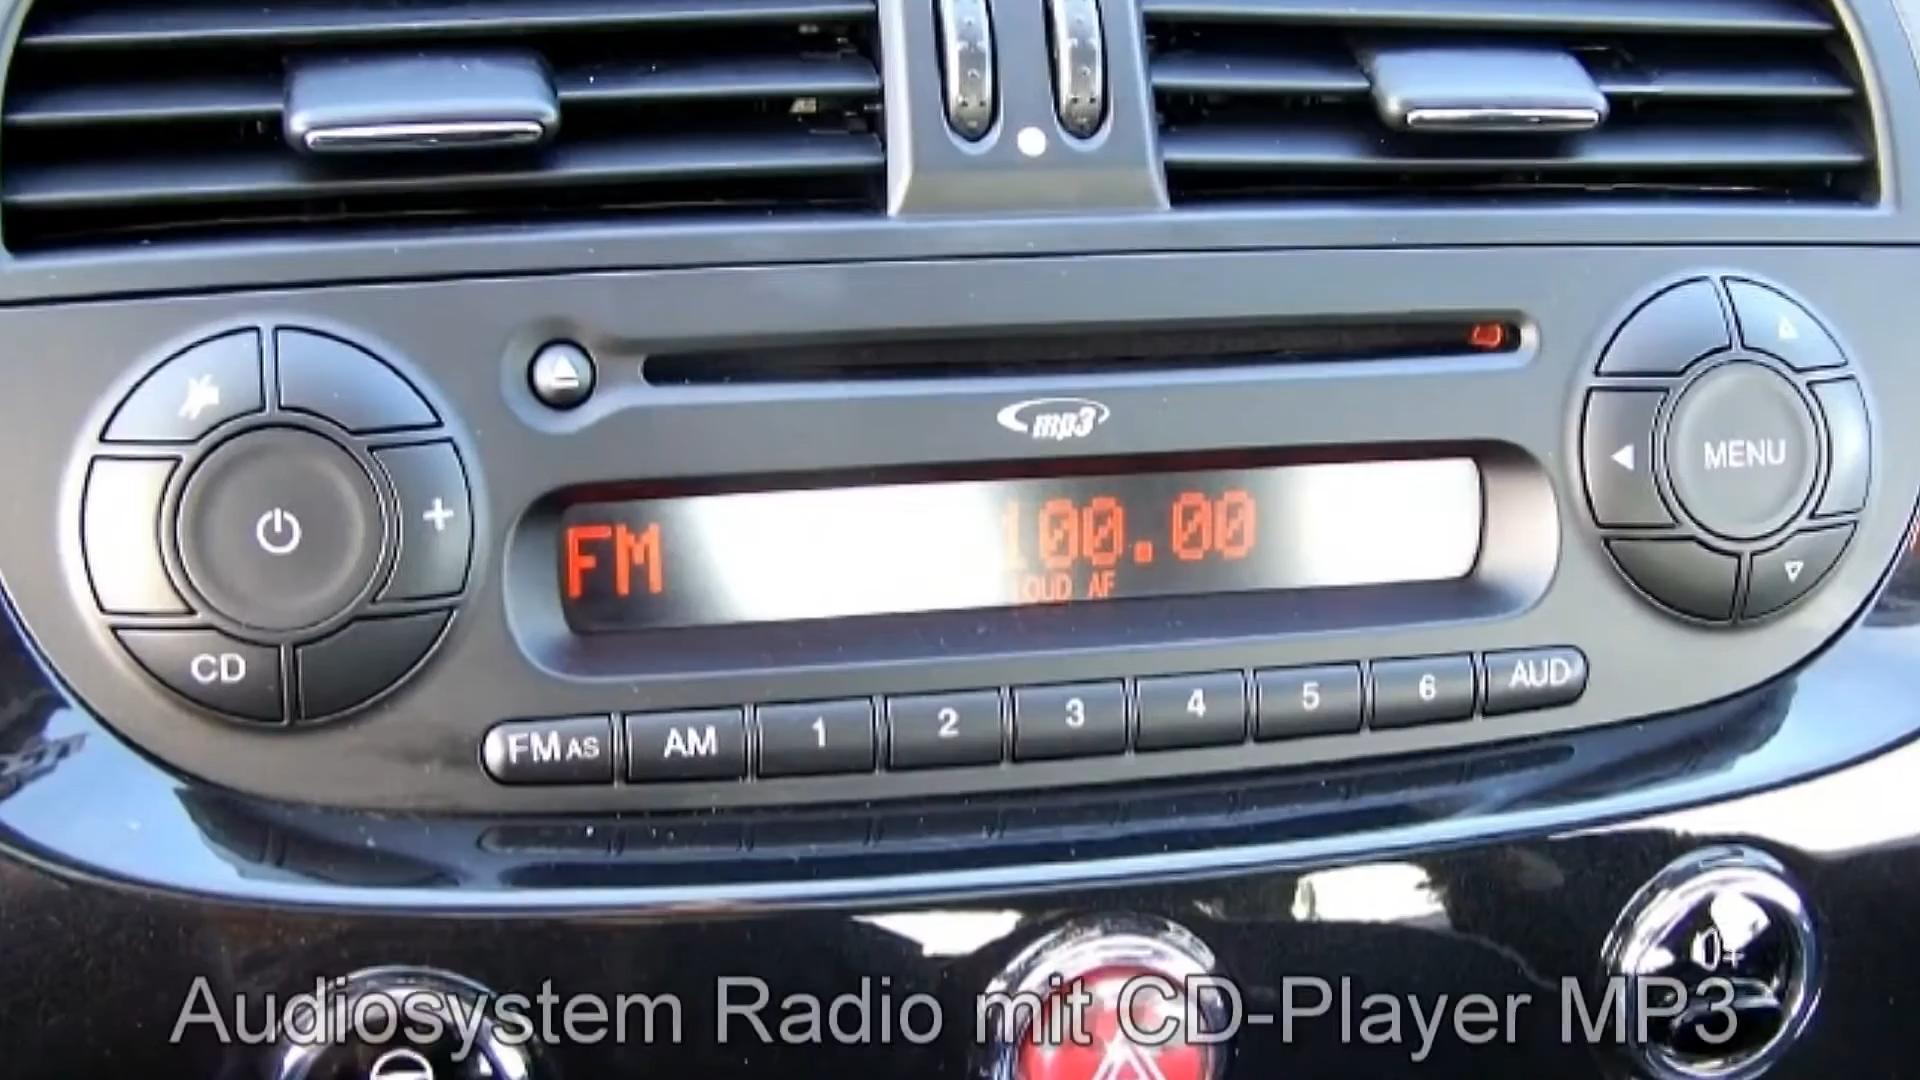 mp3
MENU
FM 100.00
LOUD AF
CD
FM AS AM 1 2 3 4 5 6 AUD
Audiosystem Radio mit CD-Player MP3